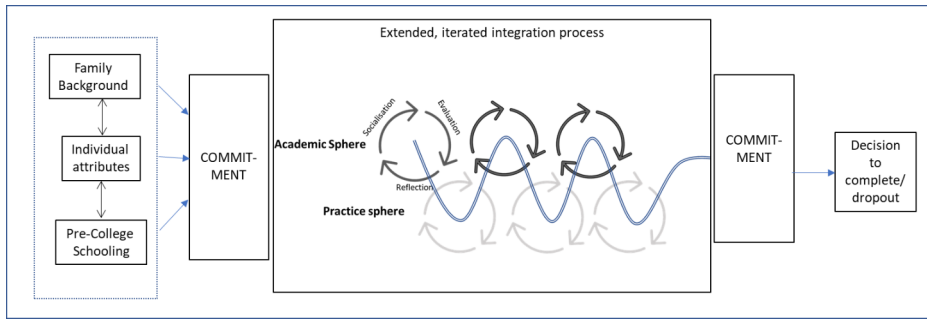 Family
Background
Individual
attributes
Pre-College
Schooling
COMMIT-
MENT
Extended, iterated integration process
Socialisation
Evaluation
Reflection
Academic Sphere
Practice sphere
COMMIT-
MENT
Decision
to
complete/
dropout